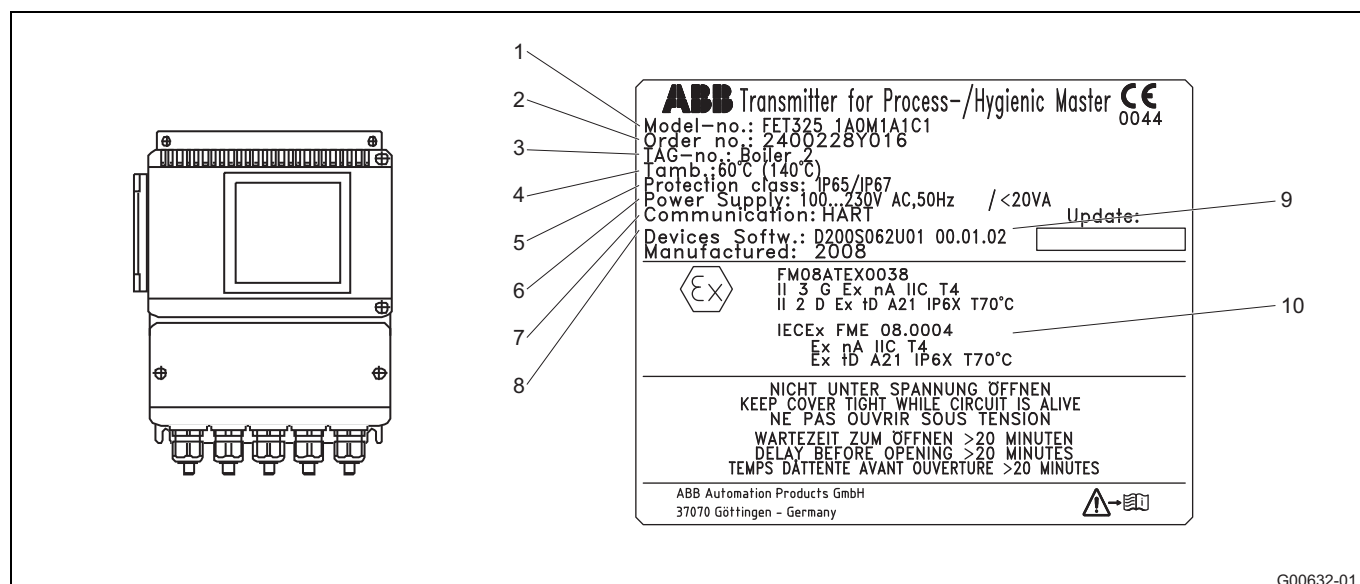 1
2
3
4
5
6
7
8
9
10
ABB Transmitter for Process-/Hygienic Master CE
0044
Model-no.: FET325 1A0M1A1C1
Order no.: 2400228Y016
TAG-no.: Boiler 2
Tamb.:60°C (140°C)
Protection class: IP65/IP67
Power Supply: 100...230V AC,50Hz /<20VA
Communication: HART
Update:
Devices Softw.: D200S062U01 00.01.02
Manufactured: 2008
Ex
FM08ATEX0038
II 3 G Ex nA IIC T4
II 2 D Ex tD A21 IP6X T70°C
IECEx FME 08.0004
Ex nA IIC T4
Ex tD A21 IP6X T70°C
NICHT UNTER SPANNUNG ÖFFNEN
KEEP COVER TIGHT WHILE CIRCUIT IS ALIVE
NE PAS OUVRIR SOUS TENSION
WARTEZEIT ZUM ÖFFNEN >20 MINUTEN
DELAY BEFORE OPENING >20 MINUTES
TEMPS DATTENTE AVANT OUVERTURE >20 MINUTES
ABB Automation Products GmbH
37070 Göttingen - Germany
G00632-01